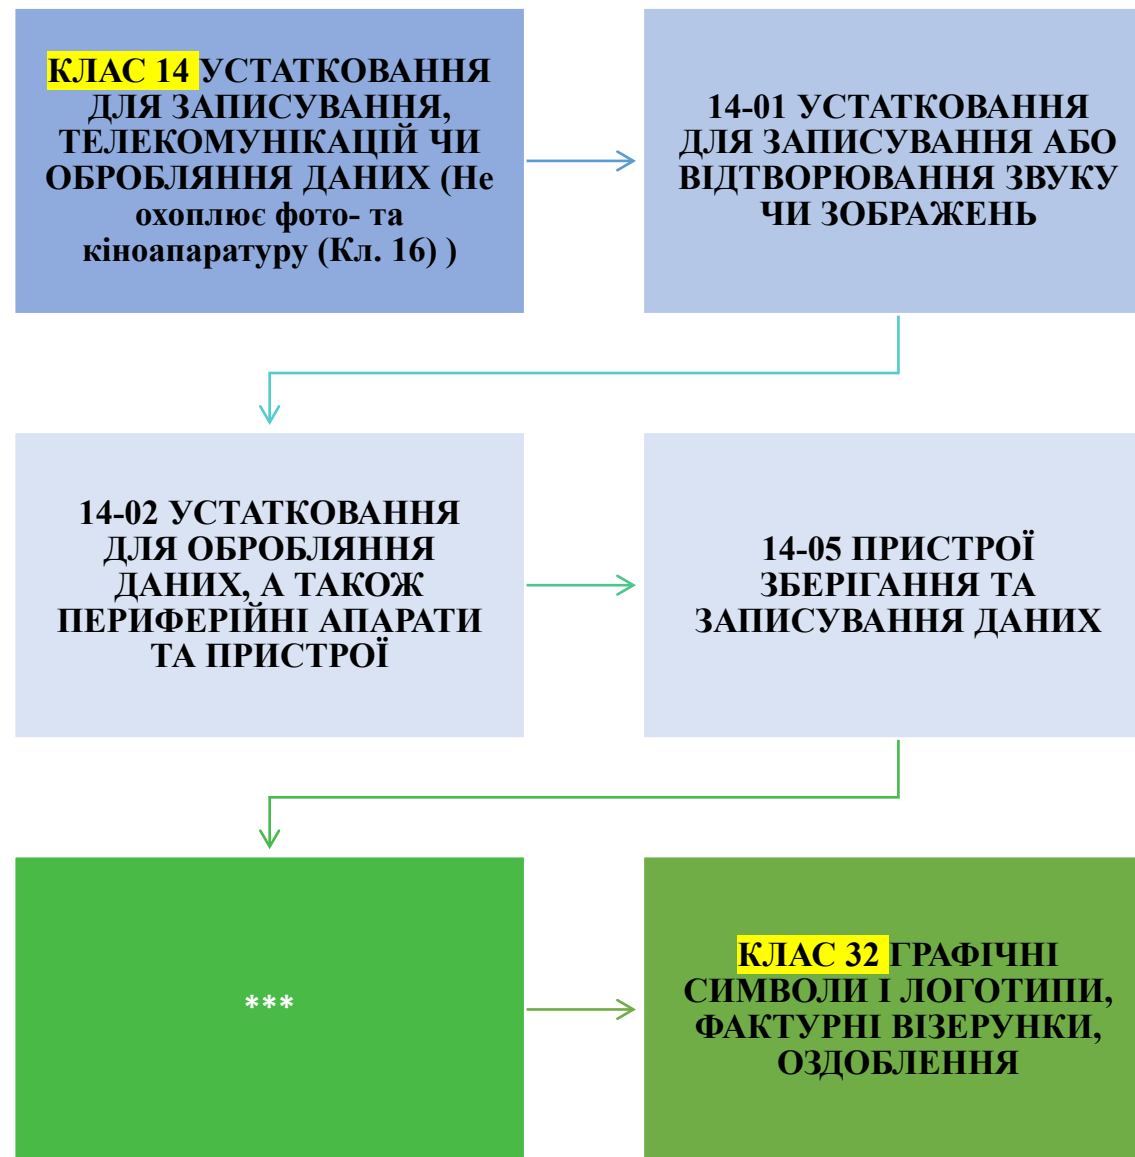 КЛАС 14 УСТАТКОВАННЯ
ДЛЯ ЗАПИСУВАННЯ,
ТЕЛЕКОМУНІКАЦІЙ ЧИ
ОБРОБЛЯННЯ ДАНИХ (Не
охоплює фото- та
кіноапаратуру (Кл. 16) )
14-01 УСТАТКОВАННЯ
ДЛЯ ЗАПИСУВАННЯ АБО
ВІДТВОРЮВАННЯ ЗВУКУ
ЧИ ЗОБРАЖЕНЬ
14-02 УСТАТКОВАННЯ
ДЛЯ ОБРОБЛЯННЯ
ДАНИХ, А ТАКОЖ
ПЕРИФЕРІЙНІ АПАРАТИ
ТА ПРИСТРОЇ
14-05 ПРИСТРОЇ
ЗБЕРІГАННЯ ТА
ЗАПИСУВАННЯ ДАНИХ
***
КЛАС 32 ГРАФІЧНІ
СИМВОЛИ І ЛОГОТИПИ,
ФАКТУРНІ ВІЗЕРУНКИ,
ОЗДОБЛЕННЯ